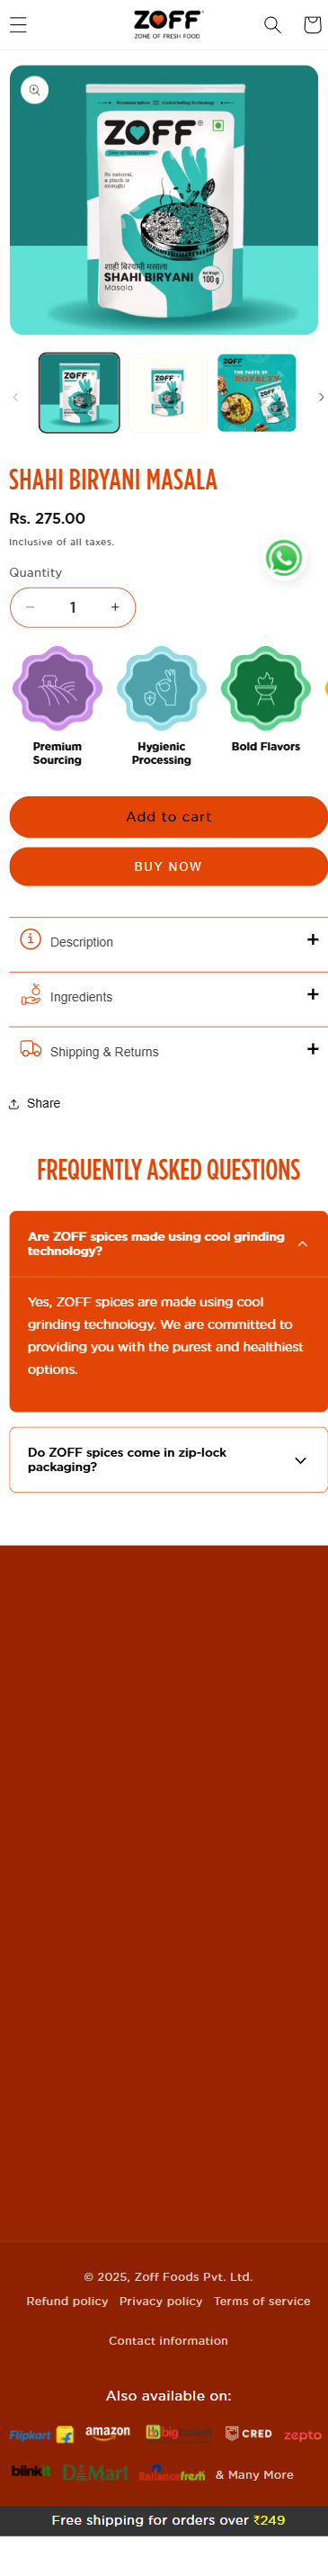 ZOFF
ZONE OF FRESH FOOD
ZOFF
ZONE OF FRESH FOOD
So natural,
a pinch is
enough!
शाही बिरयानी मसाला
SHAHI BIRYANI
Masala
Net Weight
100 g
ZOFF
THE TASTE OF
ROYALTY
SHAHI BIRYANI MASALA
Rs. 275.00
Inclusive of all taxes.
Quantity
− 1 +
Premium
Sourcing
Hygienic
Processing
Bold Flavors
Add to cart
BUY NOW
Description +
Ingredients +
Shipping & Returns +
Share
FREQUENTLY ASKED QUESTIONS
Are ZOFF spices made using cool grinding
technology?
Yes, ZOFF spices are made using cool
grinding technology. We are committed to
providing you with the purest and healthiest
options.
Do ZOFF spices come in zip-lock
packaging?
© 2025, Zoff Foods Pvt. Ltd.
Refund policy Privacy policy Terms of service
Contact information
Also available on:
Flipkart amazon bigbasket CRED zepto
blinkit DMart Reliance fresh & Many More
Free shipping for orders over ₹249